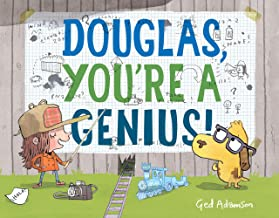 DOUGLAS,
YOU'RE A
GENIUS!
Ged Adamson